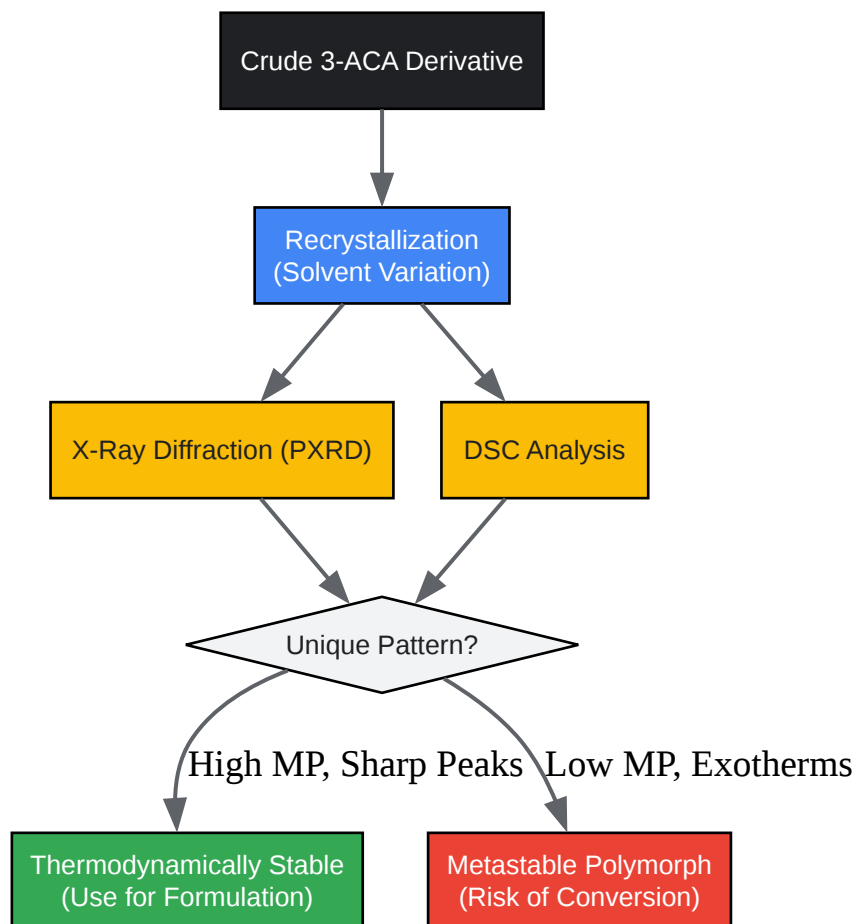 Crude 3-ACA Derivative
Recrystallization
(Solvent Variation)
X-Ray Diffraction (PXRD)
DSC Analysis
Unique Pattern?
High MP, Sharp Peaks
Low MP, Exotherms
Thermodynamically Stable
(Use for Formulation)
Metastable Polymorph
(Risk of Conversion)